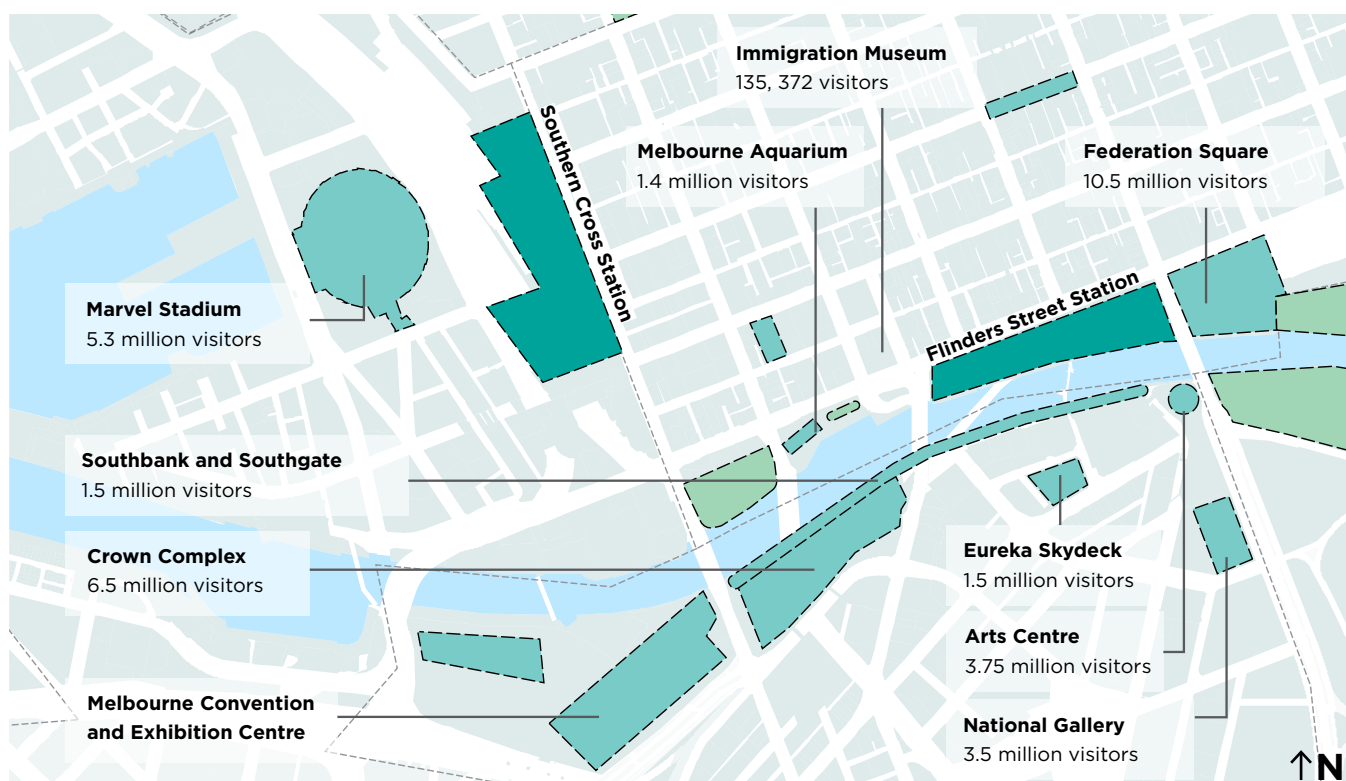 Immigration Museum
135, 372 visitors
Melbourne Aquarium
1.4 million visitors
Federation Square
10.5 million visitors
Southern Cross Station
Flinders Street Station
Marvel Stadium
5.3 million visitors
Southbank and Southgate
1.5 million visitors
Crown Complex
6.5 million visitors
Eureka Skydeck
1.5 million visitors
Arts Centre
3.75 million visitors
Melbourne Convention
and Exhibition Centre
National Gallery
3.5 million visitors
N